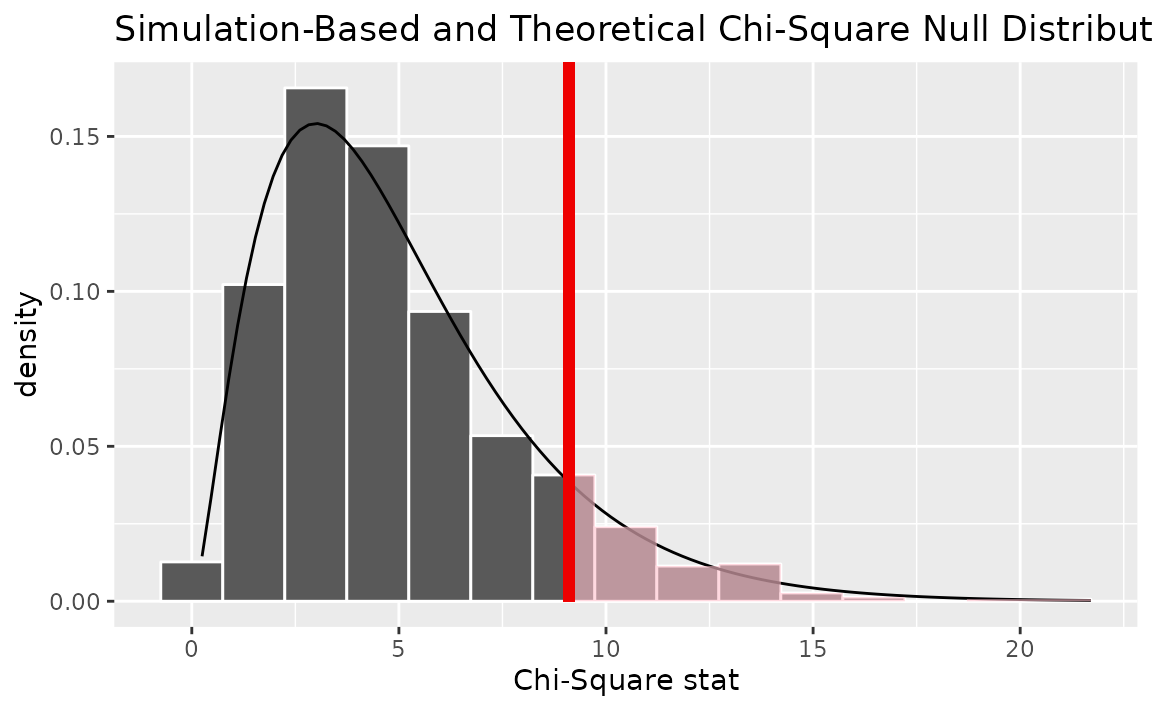 Simulation-Based and Theoretical Chi-Square Null Distribut
0.15
0.10
0.05
0.00
density
0 5 10 15 20
Chi-Square stat